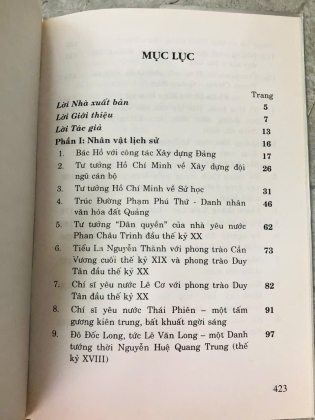 MỤC LỤC
Trang
Lời Nhà xuất bản 5
Lời Giới thiệu 7
Lời Tác giả 13
Phần I: Nhân vật lịch sử 16
1. Bác Hồ với công tác Xây dựng Đảng 17
2. Tư tưởng Hồ Chí Minh về Xây dựng đội 26
ngũ cán bộ
3. Tư tưởng Hồ Chí Minh về Sử học 31
4. Trúc Đường Phạm Phú Thứ - Danh nhân 46
văn hóa đất Quảng
5. Tư tưởng "Dân quyền" của nhà yêu nước 62
Phan Châu Trinh đầu thế kỷ XX
6. Tiểu La Nguyễn Thành với phong trào Cần 73
Vương cuối thế kỷ XIX và phong trào Duy
Tân đầu thế kỷ XX
7. Chí sĩ yêu nước Lê Cơ với phong trào Duy 82
Tân đầu thế kỷ XX
8. Chí sĩ yêu nước Thái Phiên – một tấm 91
gương kiên trung, bất khuất ngời sáng
9. Đô Đốc Long, tức Lê Văn Long – một Danh 97
tướng thời Nguyễn Huệ Quang Trung (thế
kỷ XVIII)
423